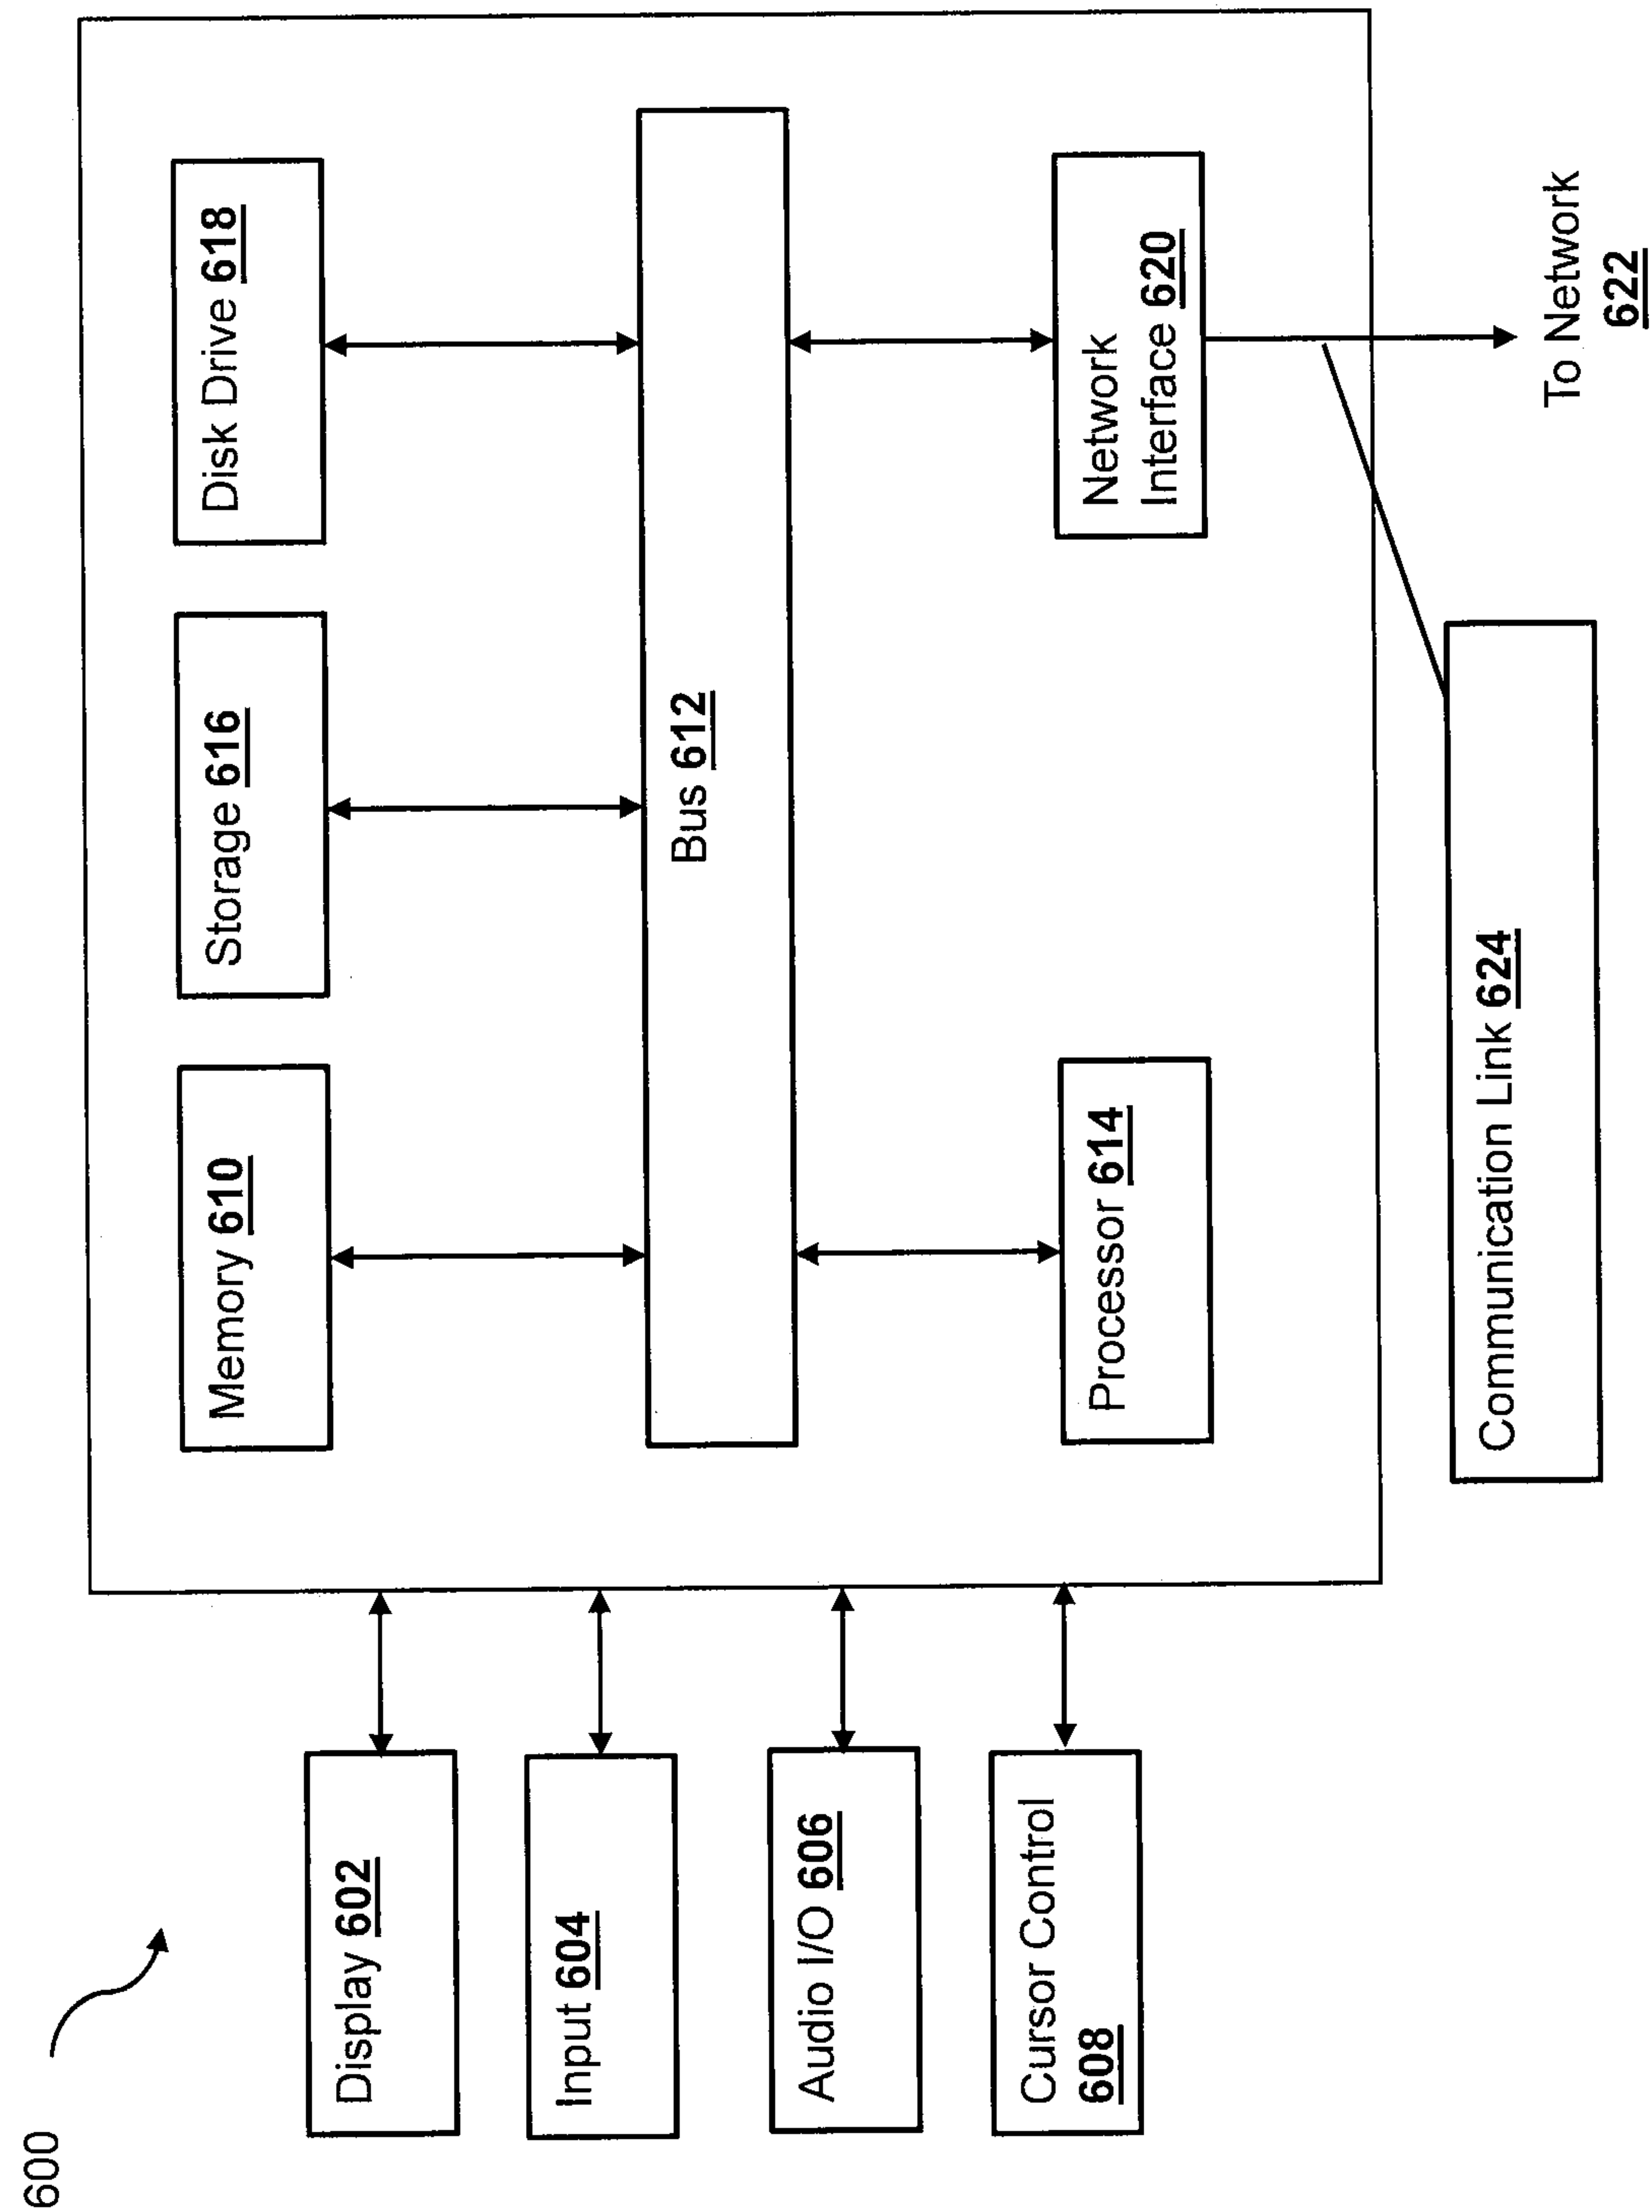 600
Display 602
Input 604
Audio I/O 606
Cursor Control
608
Memory 610
Storage 616
Disk Drive 618
Bus 612
Processor 614
Network
Interface 620
Communication Link 624
To Network
622